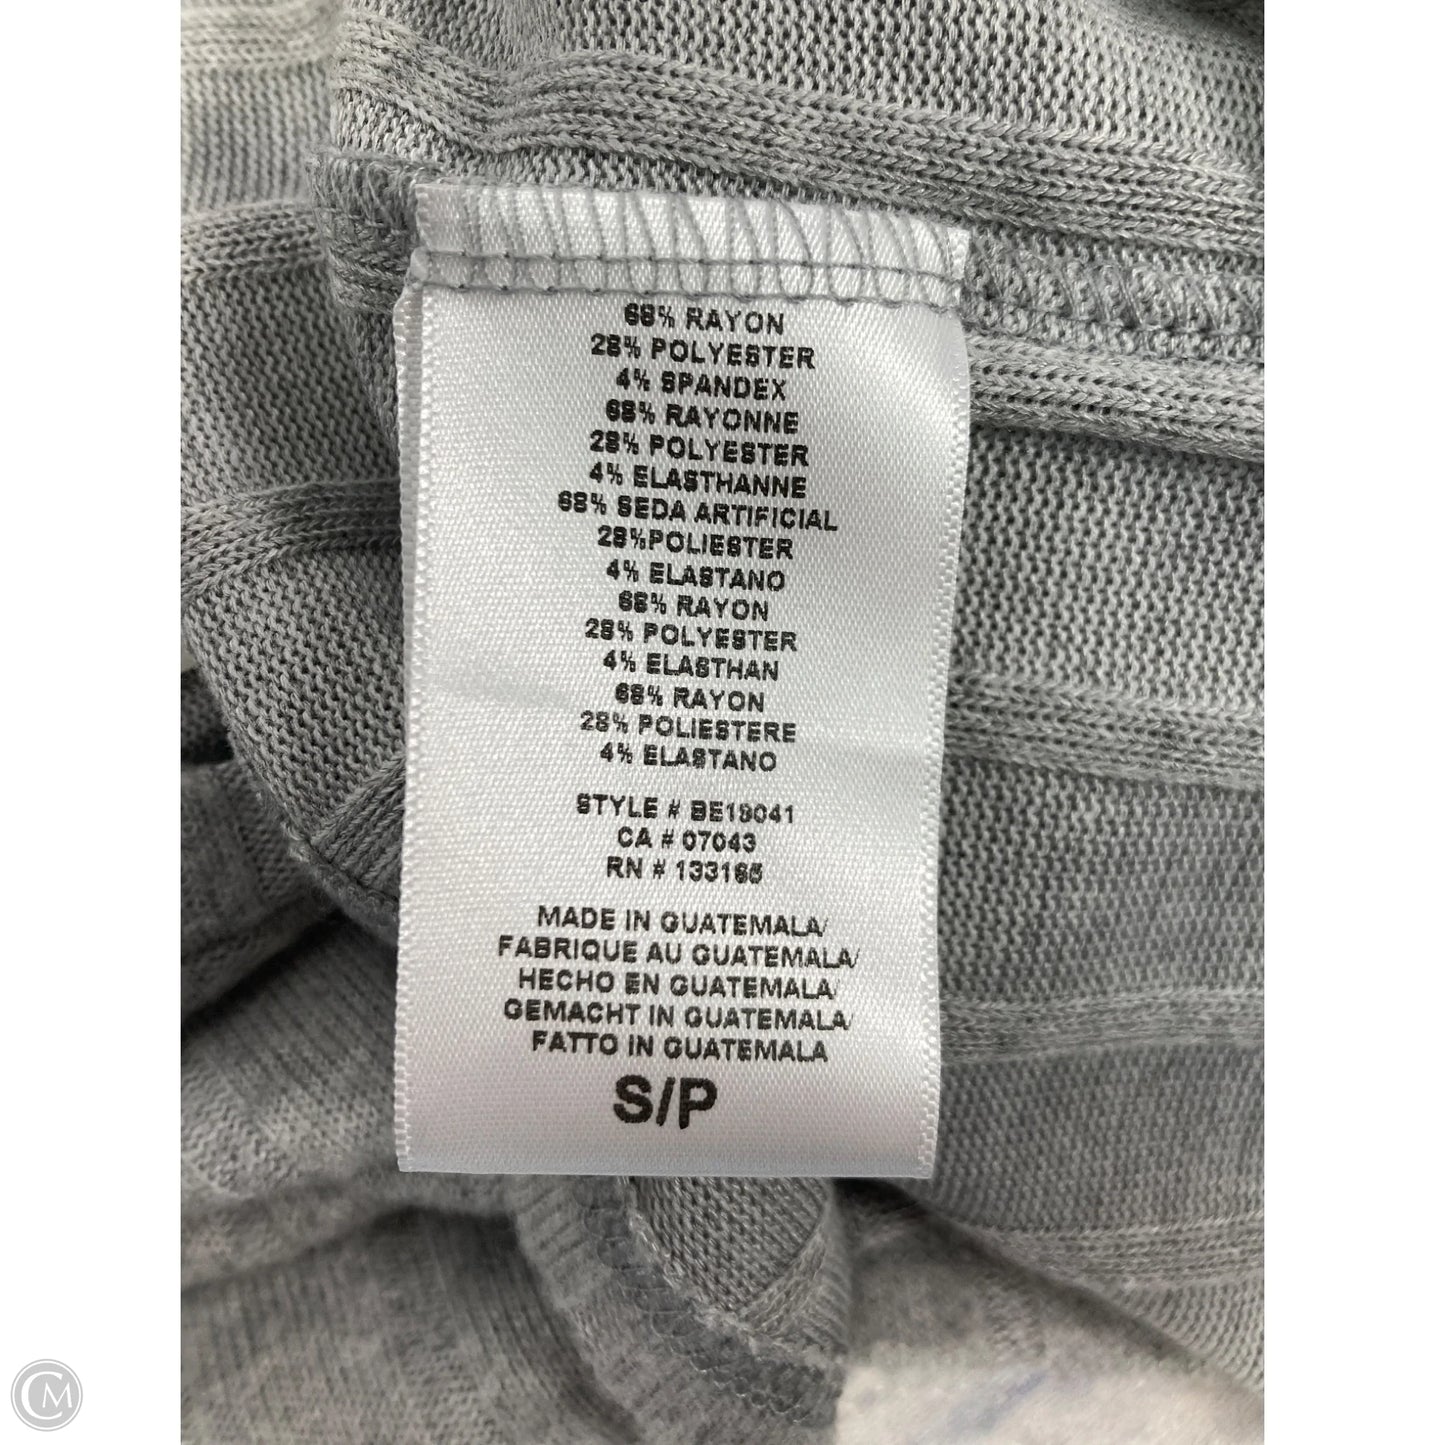 68% RAYON
28% POLYESTER
4% SPANDEX
68% RAYONNE
28% POLYESTER
4% ELASTHANNE
68% SEDA ARTIFICIAL
28%POLIESTER
4% ELASTANO
68% RAYON
28% POLYESTER
4% ELASTHAN
68% RAYON
28% POLIESTERE
4% ELASTANO
STYLE # BE19041
CA # 07043
RN # 133165
MADE IN GUATEMALA/
FABRIQUE AU GUATEMALA/
HECHO EN GUATEMALA/
GEMACHT IN GUATEMALA/
FATTO IN GUATEMALA
S/P
CM